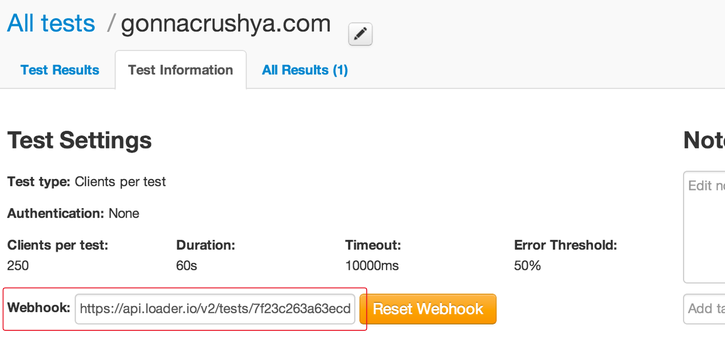 All tests / gonnacrushya.com
Test Results Test Information All Results (1)
Test Settings
Test type: Clients per test
Authentication: None
Clients per test: Duration: Timeout: Error Threshold:
250 60s 10000ms 50%
Webhook: https://api.loader.io/v2/tests/7f23c263a63ecd Reset Webhook
Not
Edit n
Add ta